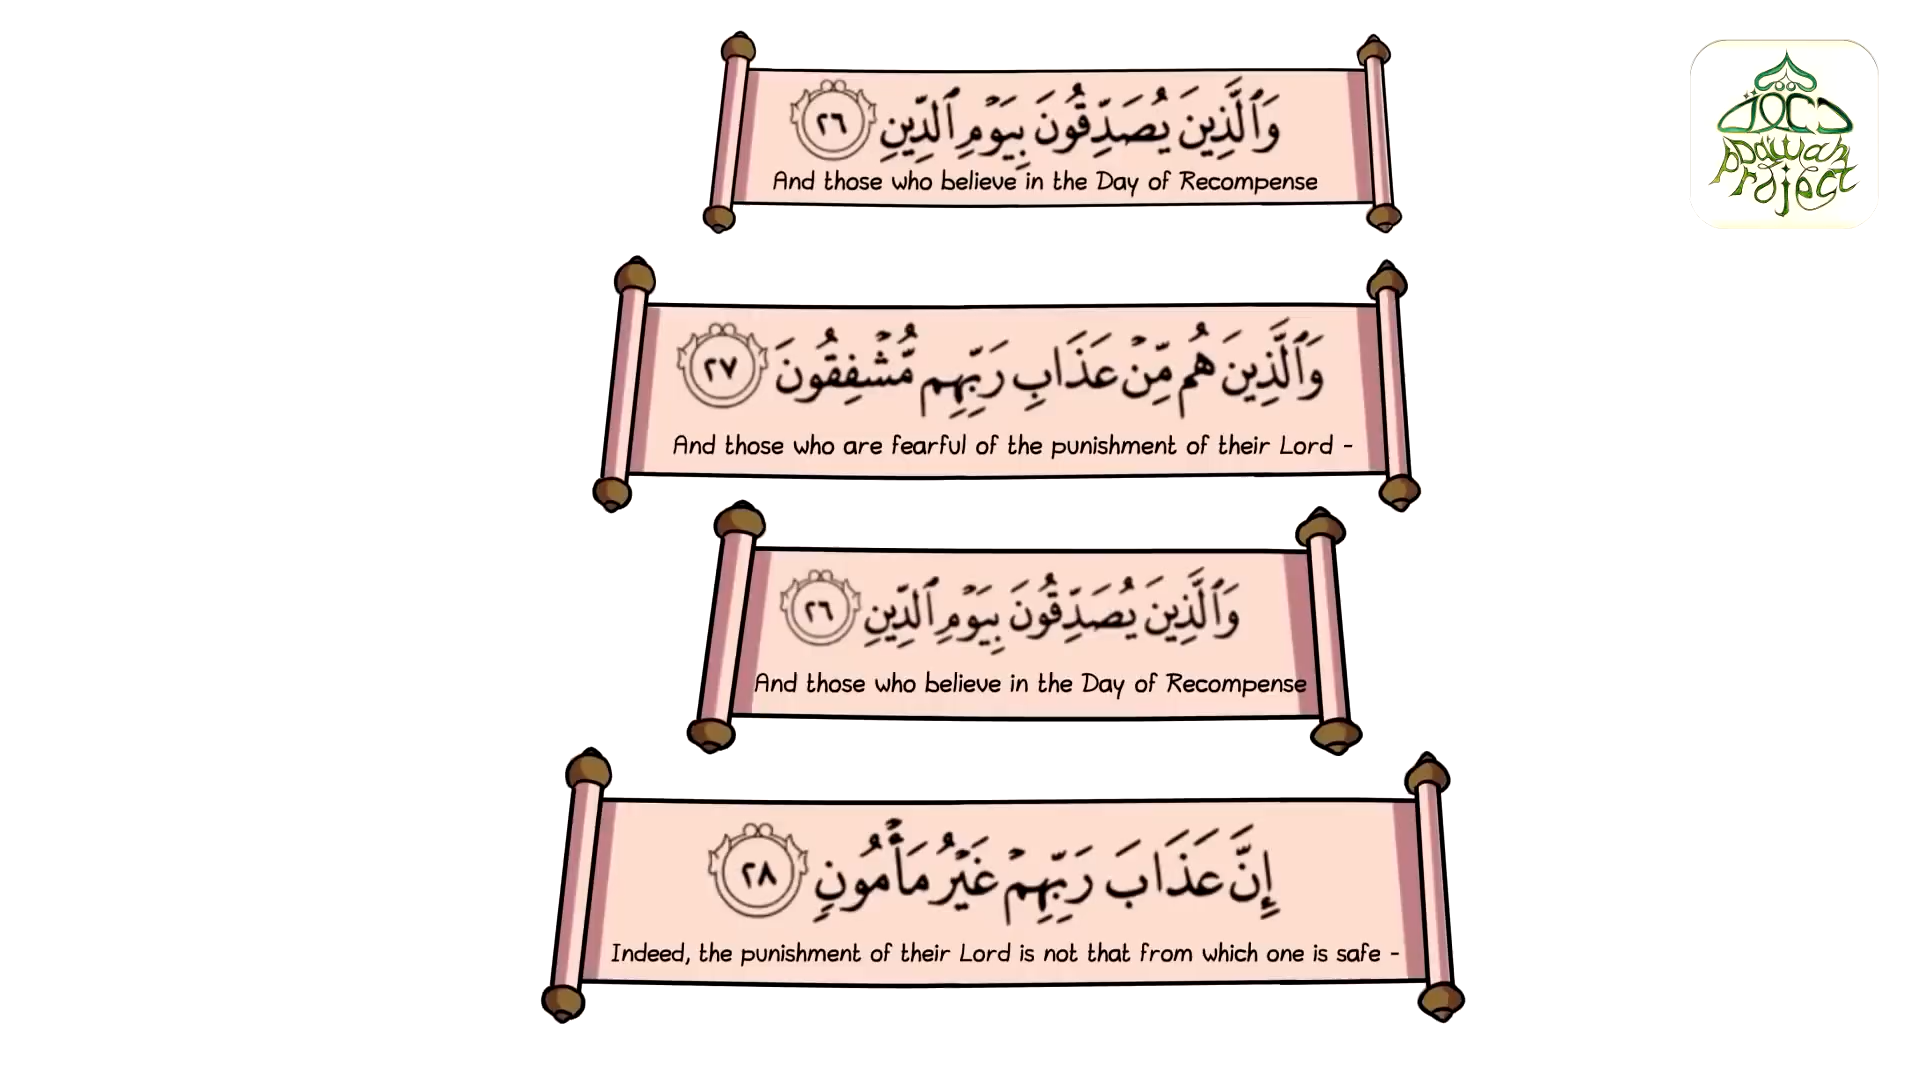 وَٱلَّذِينَ يُصَدِّقُونَ بِيَوْمِ ٱلدِّينِ ٢٦
And those who believe in the Day of Recompense
وَٱلَّذِينَ هُم مِّنْ عَذَابِ رَبِّهِم مُّشْفِقُونَ ٢٧
And those who are fearful of the punishment of their Lord -
وَٱلَّذِينَ يُصَدِّقُونَ بِيَوْمِ ٱلدِّينِ ٢٦
And those who believe in the Day of Recompense
إِنَّ عَذَابَ رَبِّهِمْ غَيْرُ مَأْمُونٍ ٢٨
Indeed, the punishment of their Lord is not that from which one is safe -
دعوة
Dawah
Project